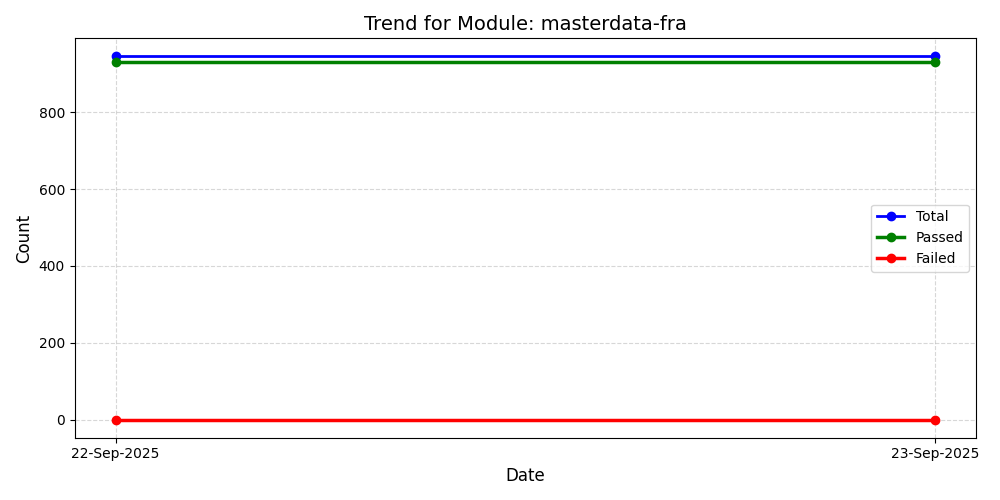 Trend for Module: masterdata-fra
Count
800
600
400
200
0
Total
Passed
Failed
22-Sep-2025
23-Sep-2025
Date